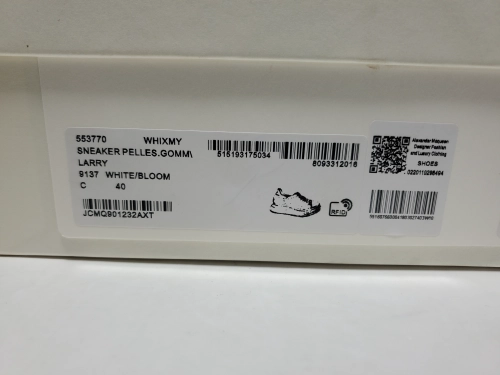 553770 WHIXMY
SNEAKER PELLES.GOMM\
LARRY
9137 WHITE/BLOOM
C 40
JCMQ901232AXT
515193175034
8093312016
RFID
Alexander Mcqueen
Designer Fashion
and Luxury Clothing
SHOES
0220110298494